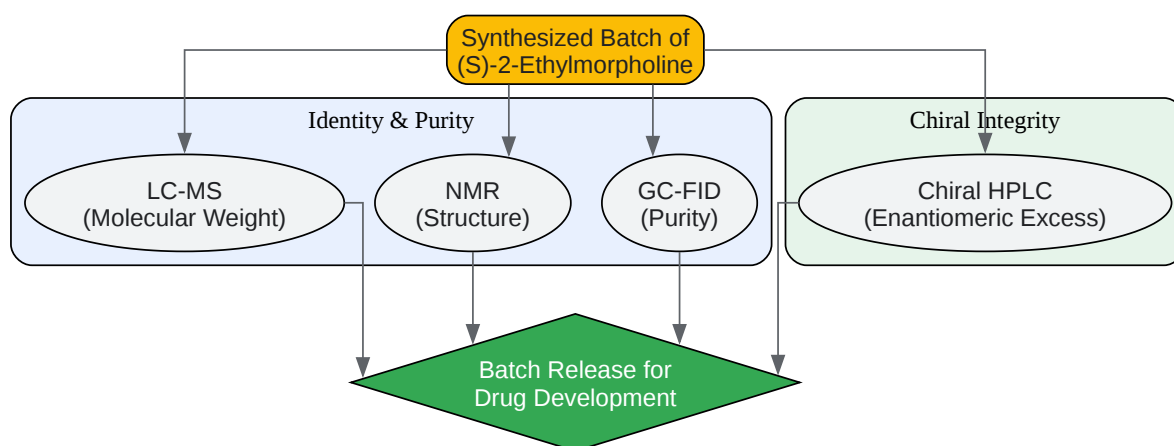 Synthesized Batch of
(S)-2-Ethylmorpholine
Identity & Purity
Chiral Integrity
LC-MS
(Molecular Weight)
NMR
(Structure)
GC-FID
(Purity)
Chiral HPLC
(Enantiomeric Excess)
Batch Release for
Drug Development